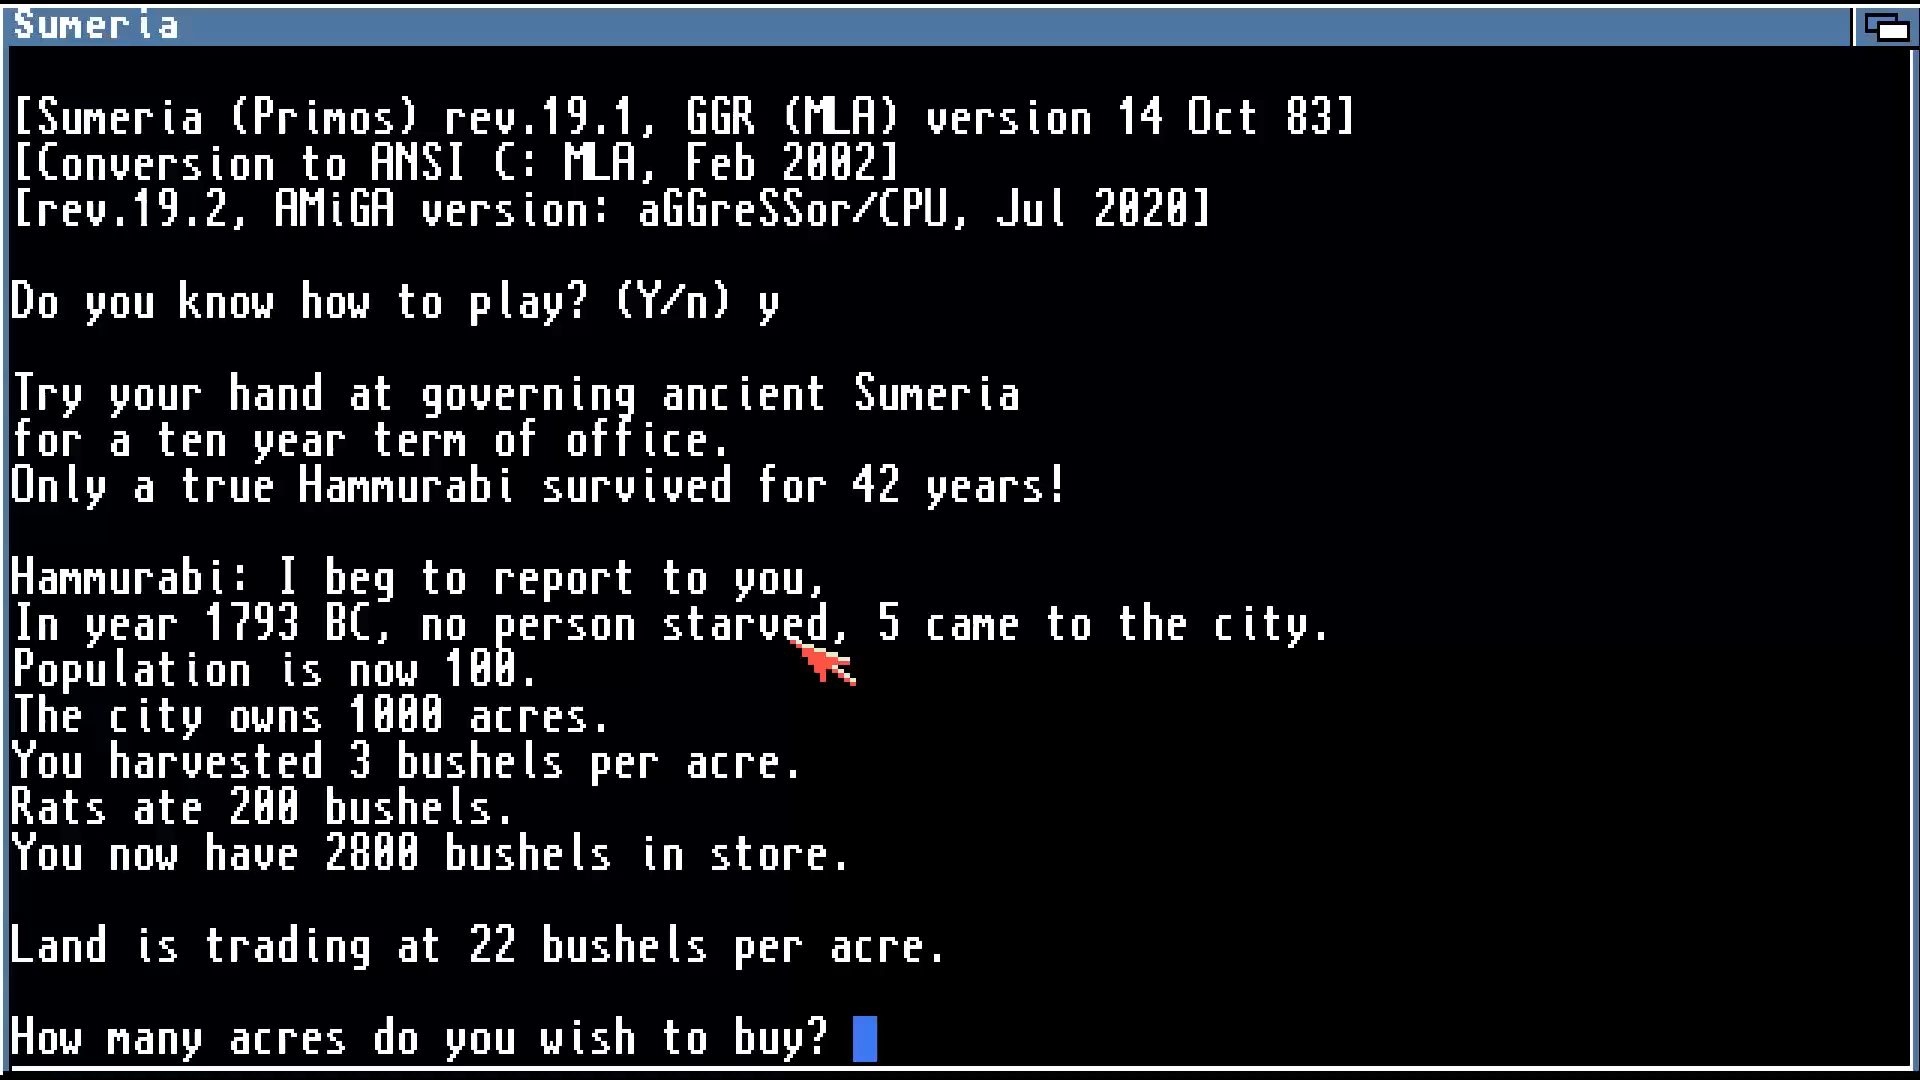 Sumeria
[Sumeria (Primos) rev.19.1, GGR (MLA) version 14 Oct 83]
[Conversion to ANSI C: MLA, Feb 2002]
[rev.19.2, AMiGA version: aGGreSSor/CPU, Jul 2020]
Do you know how to play? (Y/n) y
Try your hand at governing ancient Sumeria
for a ten year term of office.
Only a true Hammurabi survived for 42 years!
Hammurabi: I beg to report to you,
In year 1793 BC, no person starved, 5 came to the city.
Population is now 100.
The city owns 1000 acres.
You harvested 3 bushels per acre.
Rats ate 200 bushels.
You now have 2800 bushels in store.
Land is trading at 22 bushels per acre.
How many acres do you wish to buy?